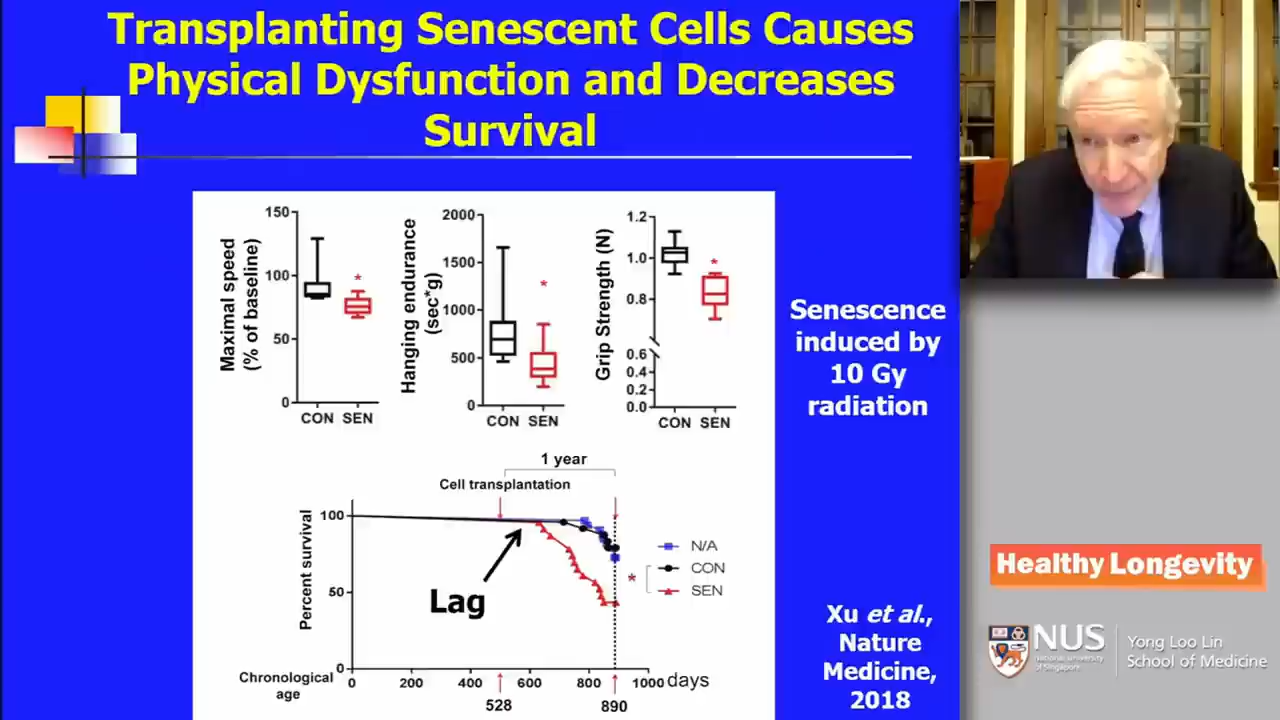 Transplanting Senescent Cells Causes
Physical Dysfunction and Decreases
Survival
150
100
50
0
Maximal speed
(% of baseline)
*
CON SEN
2000
1500
1000
500
0
Hanging endurance
(sec*g)
*
CON SEN
1.2
1.0
0.8
0.6
0.4
0.2
0.0
Grip Strength (N)
*
CON SEN
Senescence
induced by
10 Gy
radiation
1 year
Cell transplantation
Percent survival
100
50
0
Lag
N/A
CON
SEN
*
Chronological
age
0 200 400 600 800 1000 days
528 890
Xu et al.,
Nature
Medicine,
2018
Healthy Longevity
NUS
National University
of Singapore
Yong Loo Lin
School of Medicine